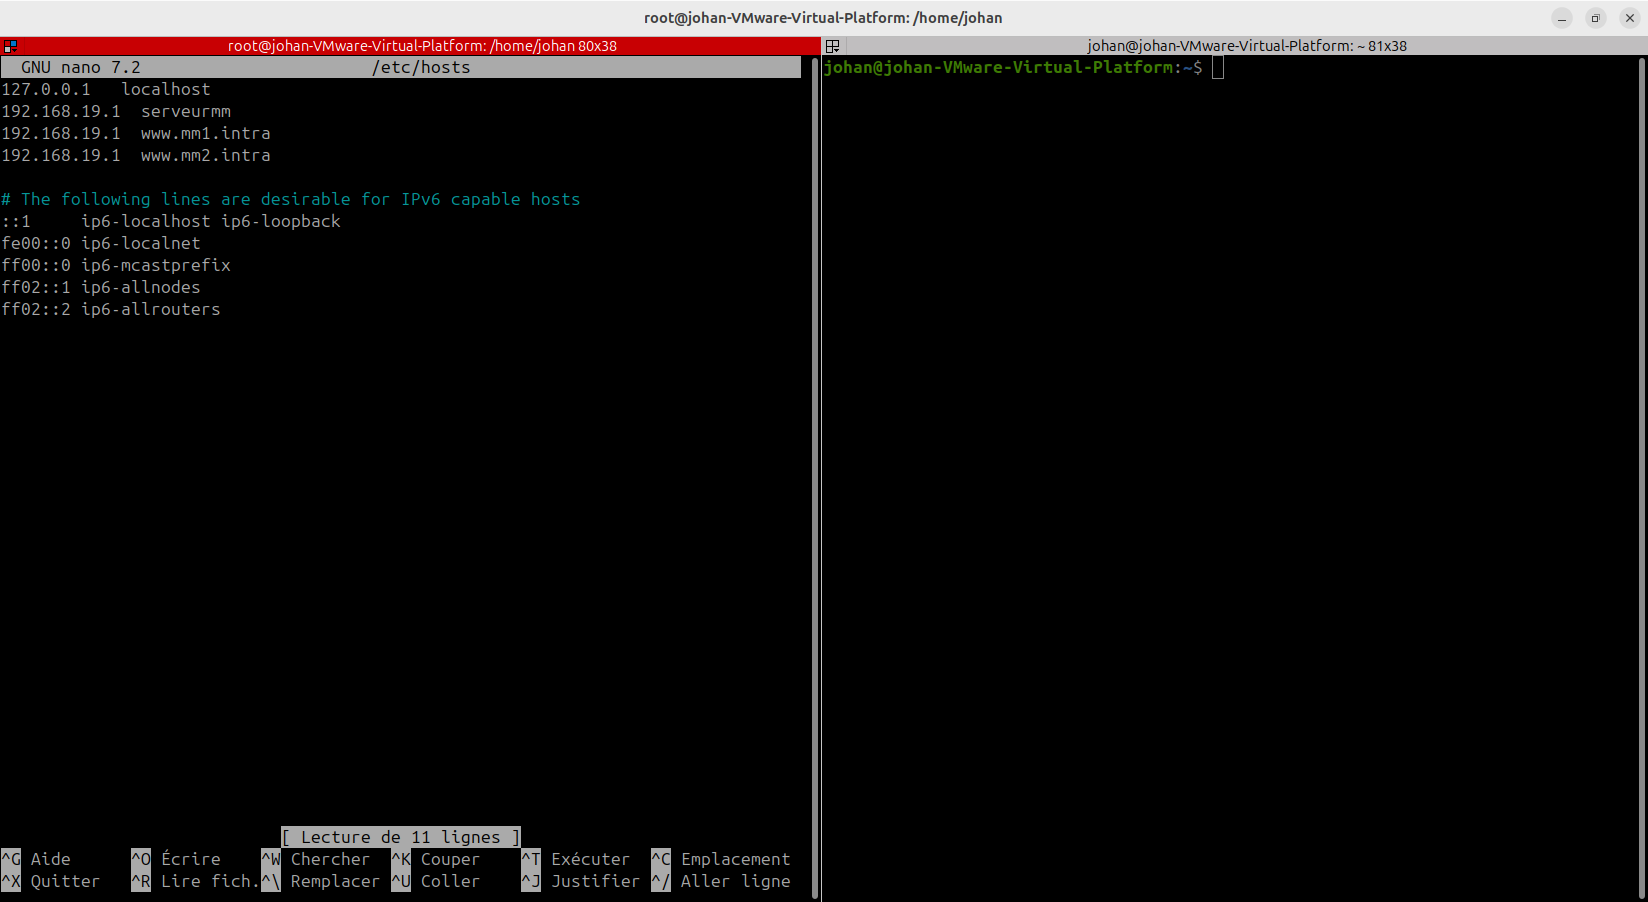 root@johan-VMware-Virtual-Platform: /home/johan
root@johan-VMware-Virtual-Platform: /home/johan 80x38
GNU nano 7.2 /etc/hosts
127.0.0.1 localhost
192.168.19.1 serveurmm
192.168.19.1 www.mm1.intra
192.168.19.1 www.mm2.intra
# The following lines are desirable for IPv6 capable hosts
::1 ip6-localhost ip6-loopback
fe00::0 ip6-localnet
ff00::0 ip6-mcastprefix
ff02::1 ip6-allnodes
ff02::2 ip6-allrouters
[ Lecture de 11 lignes ]
^G Aide ^O Écrire ^W Chercher ^K Couper ^T Exécuter ^C Emplacement
^X Quitter ^R Lire fich. ^\ Remplacer ^U Coller ^J Justifier ^/ Aller ligne
johan@johan-VMware-Virtual-Platform: ~ 81x38
johan@johan-VMware-Virtual-Platform:~$